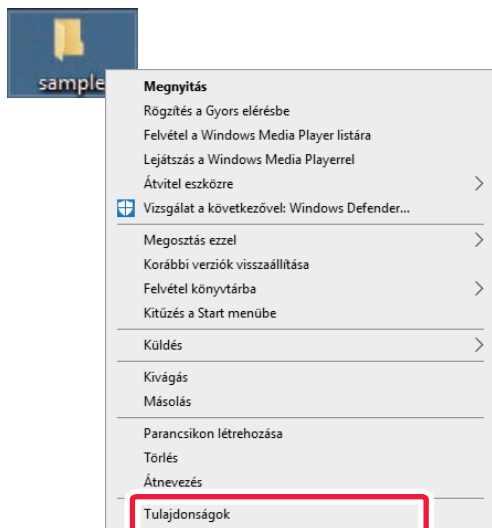 sample
Megnyitás
Rögzítés a Gyors elérésbe
Felvétel a Windows Media Player listára
Lejátszás a Windows Media Playerrel
Átvitel eszközre
Vizsgálat a következővel: Windows Defender...
Megosztás ezzel
Korábbi verziók visszaállítása
Felvétel könyvtárba
Kitűzés a Start menübe
Küldés
Kivágás
Másolás
Parancsikon létrehozása
Törlés
Átnevezés
Tulajdonságok